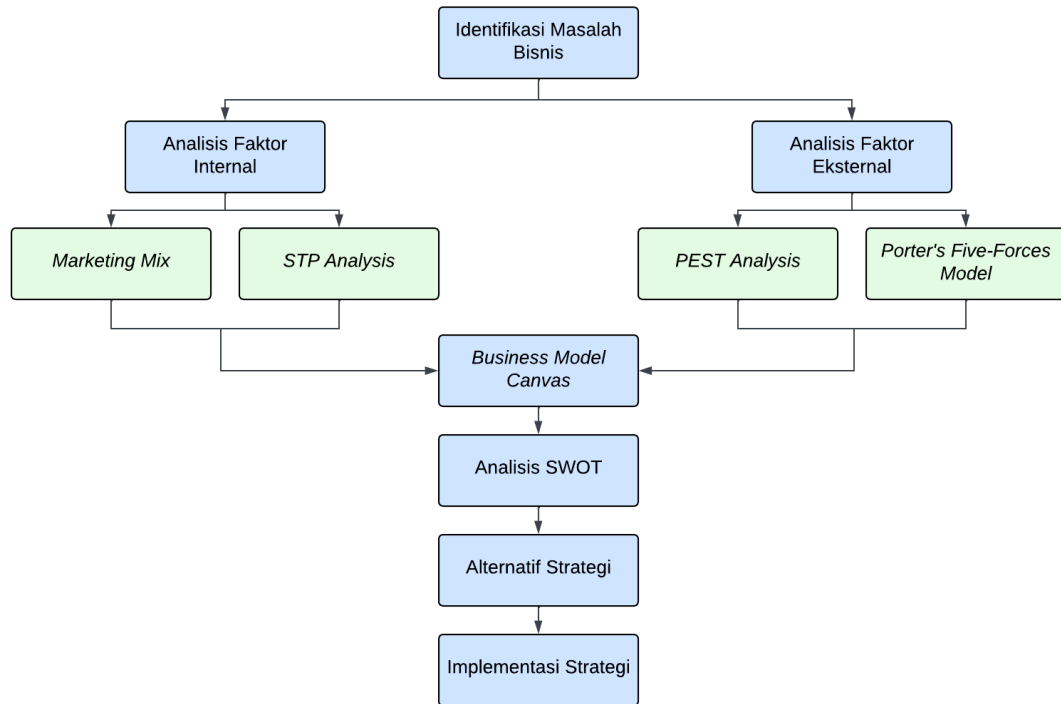 Identifikasi Masalah
Bisnis
Analisis Faktor
Internal
Analisis Faktor
Eksternal
Marketing Mix
STP Analysis
PEST Analysis
Porter's Five-Forces
Model
Business Model
Canvas
Analisis SWOT
Alternatif Strategi
Implementasi Strategi